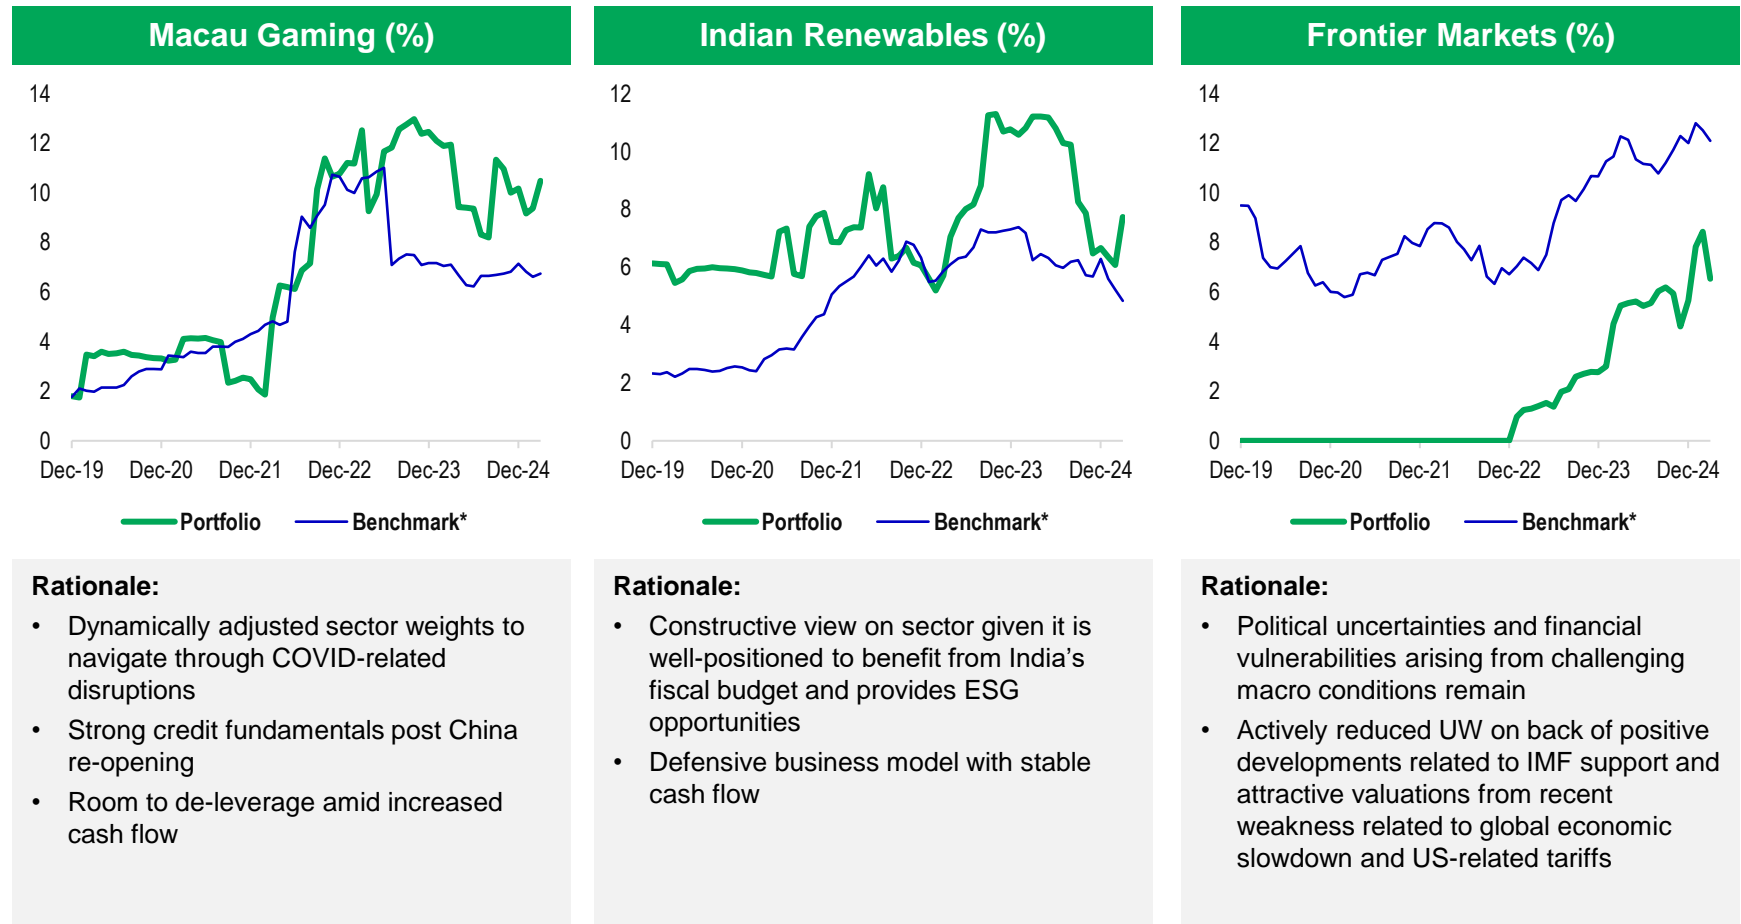 Macau Gaming (%)
14
12
10
8
6
4
2
0
Dec-19 Dec-20 Dec-21 Dec-22 Dec-23 Dec-24
Portfolio Benchmark*
Rationale:
• Dynamically adjusted sector weights to
navigate through COVID-related
disruptions
• Strong credit fundamentals post China
re-opening
• Room to de-leverage amid increased
cash flow
Indian Renewables (%)
12
10
8
6
4
2
0
Dec-19 Dec-20 Dec-21 Dec-22 Dec-23 Dec-24
Portfolio Benchmark*
Rationale:
• Constructive view on sector given it is
well-positioned to benefit from India’s
fiscal budget and provides ESG
opportunities
• Defensive business model with stable
cash flow
Frontier Markets (%)
14
12
10
8
6
4
2
0
Dec-19 Dec-20 Dec-21 Dec-22 Dec-23 Dec-24
Portfolio Benchmark*
Rationale:
• Political uncertainties and financial
vulnerabilities arising from challenging
macro conditions remain
• Actively reduced UW on back of positive
developments related to IMF support and
attractive valuations from recent
weakness related to global economic
slowdown and US-related tariffs